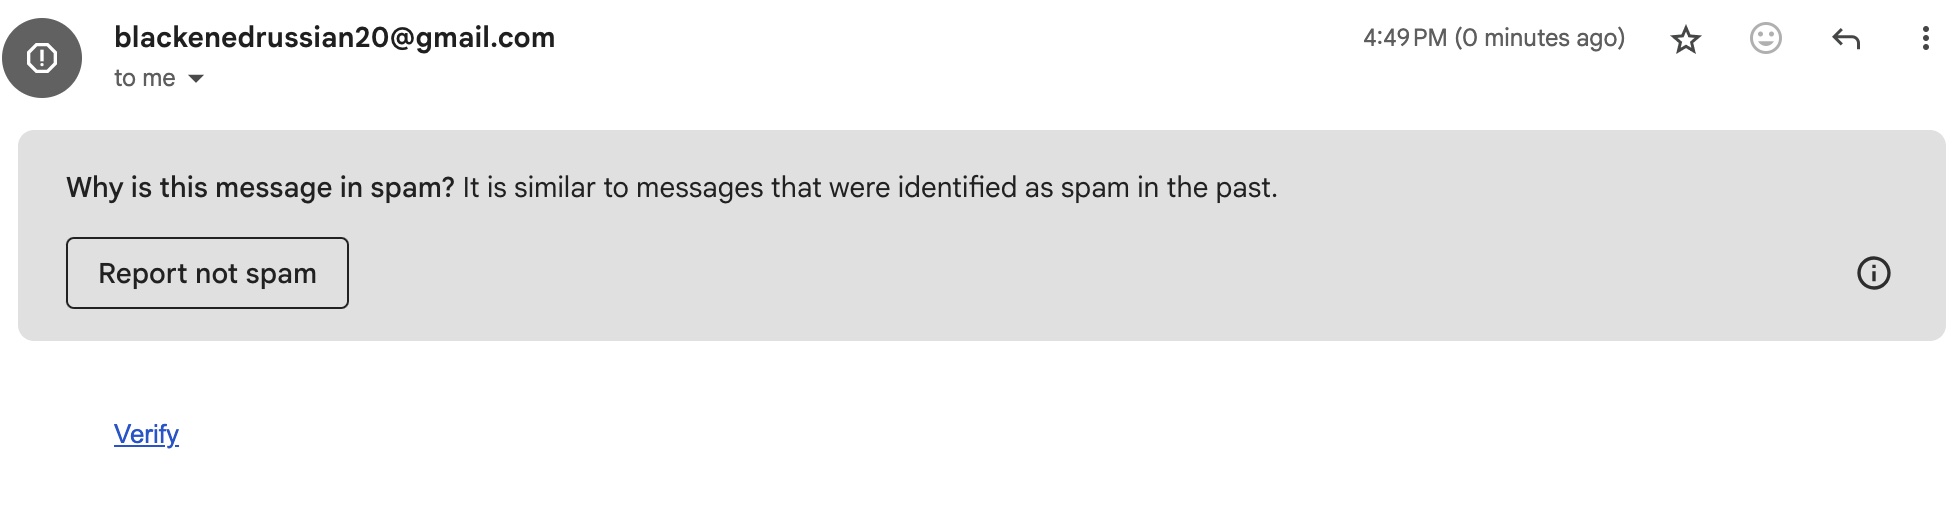 blackenedrussian20@gmail.com
4:49 PM (0 minutes ago)
to me
Why is this message in spam? It is similar to messages that were identified as spam in the past.
Report not spam
Verify